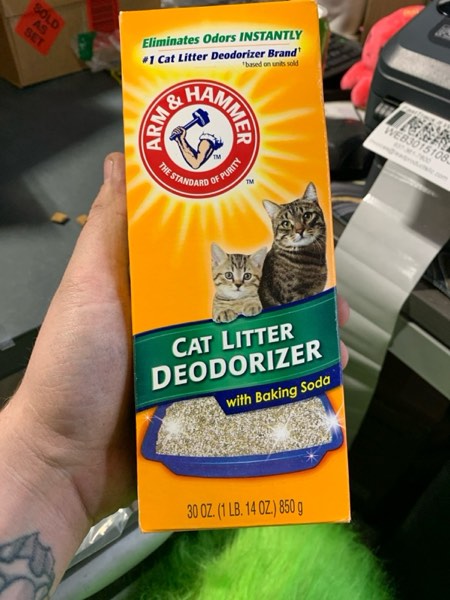 SOLD
AS
SET
Eliminates Odors INSTANTLY
#1 Cat Litter Deodorizer Brand†
†based on units sold
ARM & HAMMER
TM
THE STANDARD OF PURITY
TM
CAT LITTER
DEODORIZER
with Baking Soda
30 OZ. (1 LB. 14 OZ.) 850 g